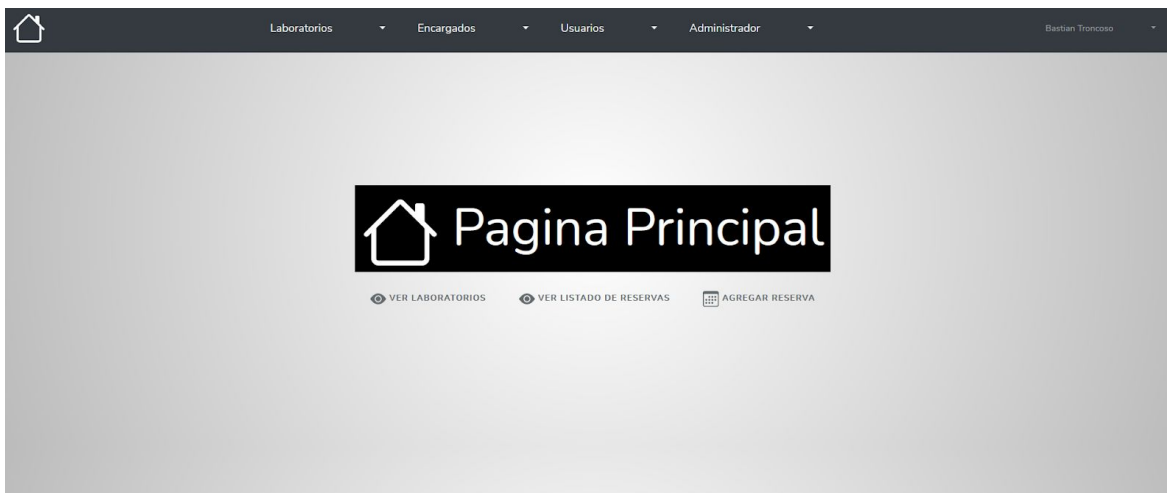 Laboratorios Encargados Usuarios Administrador Bastian Troncoso
Pagina Principal
VER LABORATORIOS VER LISTADO DE RESERVAS AGREGAR RESERVA